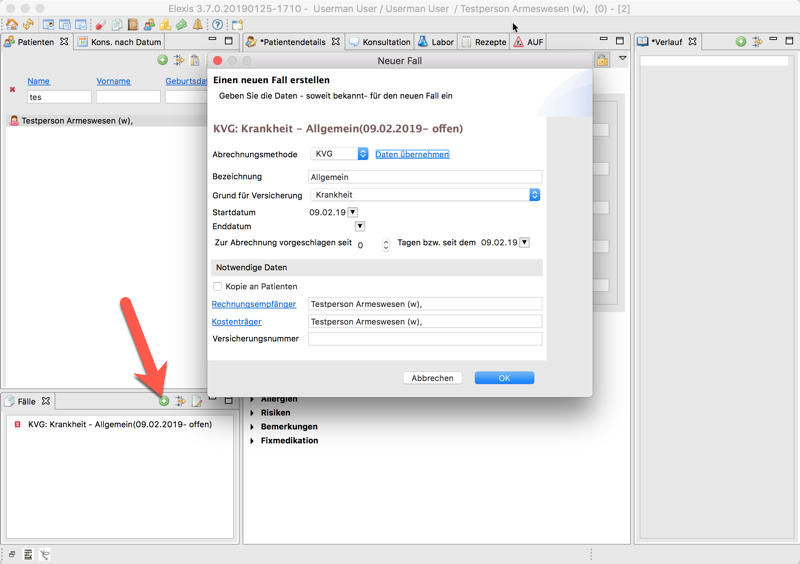 Elexis 3.7.0.20190125-1710 - Userman User / Userman User / Testperson Armeswesen (w), (0) - [2]
Patienten
Kons. nach Datum
*Patientendetails
Konsultation
Labor
Rezepte
AUF
*Verlauf
Name
Vorname
Geburtsda
tes
Testperson Armeswesen (w),
Neuer Fall
Einen neuen Fall erstellen
Geben Sie die Daten - soweit bekannt- für den neuen Fall ein
KVG: Krankheit - Allgemein(09.02.2019- offen)
Abrechnungsmethode KVG Daten übernehmen
Bezeichnung Allgemein
Grund für Versicherung Krankheit
Startdatum 09.02.19
Enddatum
Zur Abrechnung vorgeschlagen seit 0 Tagen bzw. seit dem 09.02.19
Notwendige Daten
Kopie an Patienten
Rechnungsempfänger Testperson Armeswesen (w),
Kostenträger Testperson Armeswesen (w),
Versicherungsnummer
Abbrechen OK
Fälle
KVG: Krankheit - Allgemein(09.02.2019- offen)
Allergien
Risiken
Bemerkungen
Fixmedikation